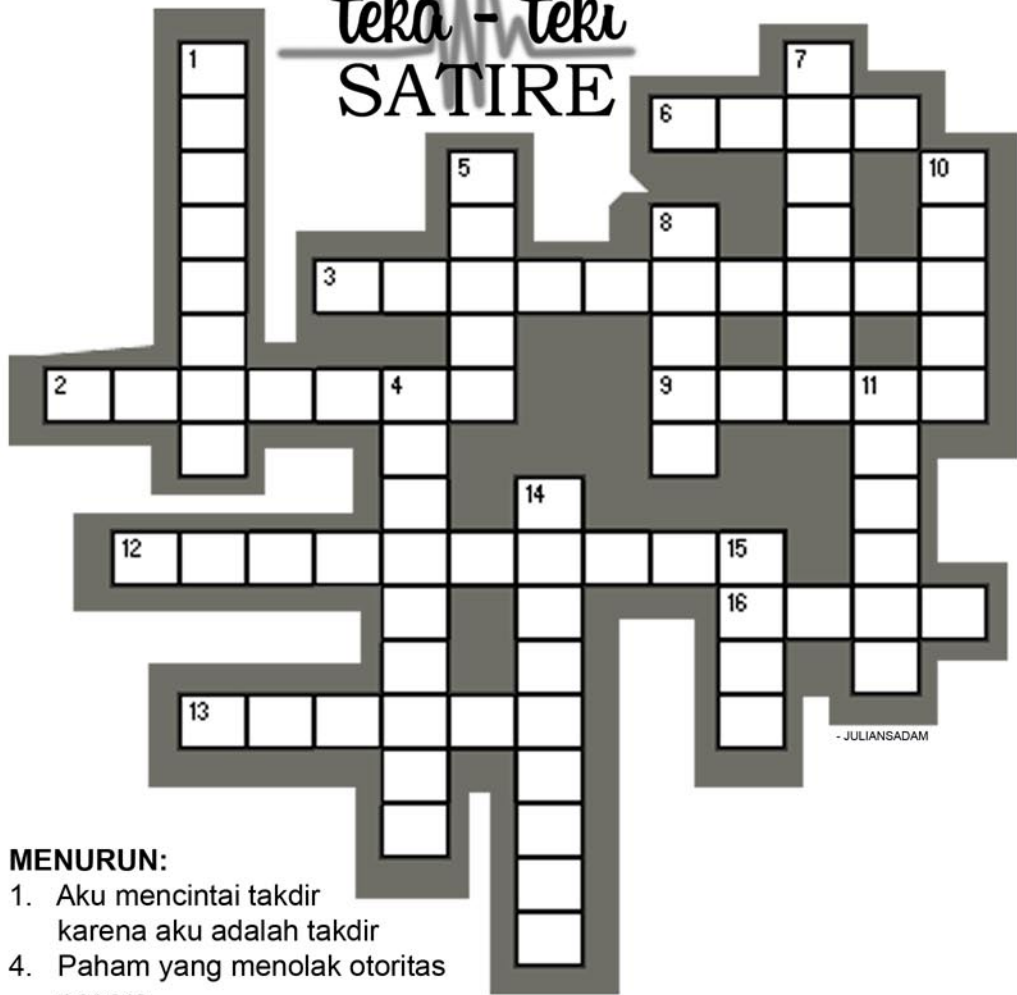 teka - teki
SATIRE
1
7
6
5
10
8
3
2
4
9
11
14
12
15
16
13
- JULIANSADAM
MENURUN:
1. Aku mencintai takdir
karena aku adalah takdir
4. Paham yang menolak otoritas